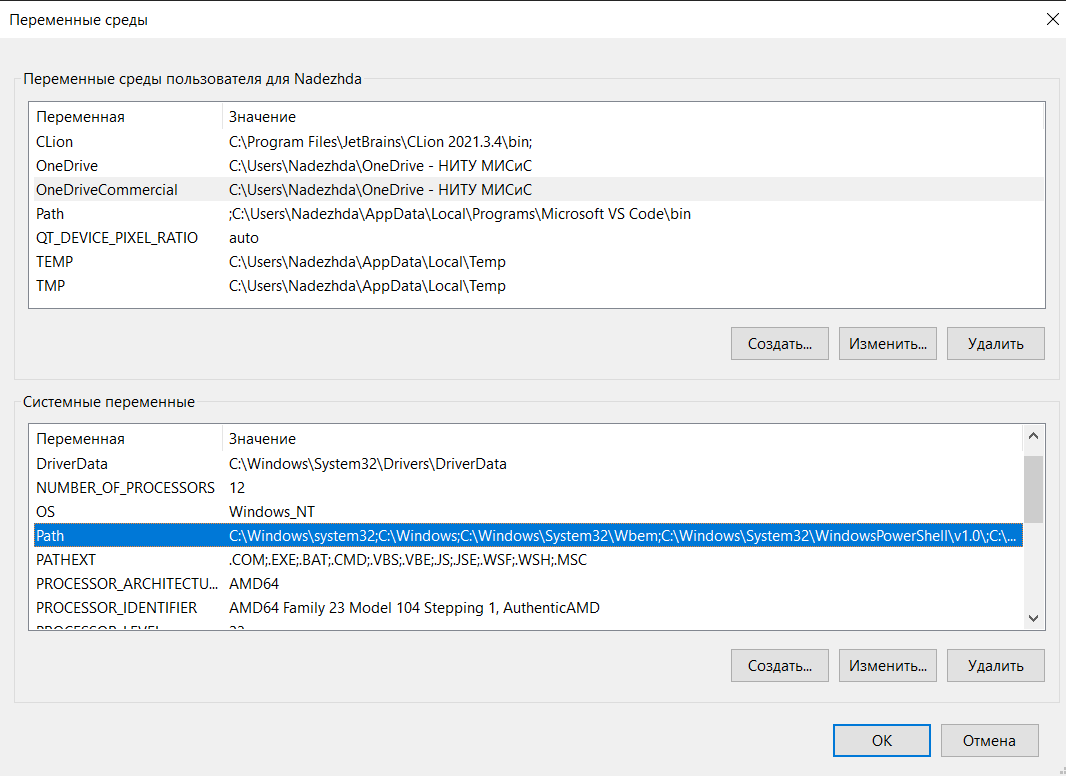 Переменные среды
Переменные среды пользователя для Nadezhda
Переменная Значение
CLion C:\Program Files\JetBrains\CLion 2021.3.4\bin;
OneDrive C:\Users\Nadezhda\OneDrive - НИТУ МИСиС
OneDriveCommercial C:\Users\Nadezhda\OneDrive - НИТУ МИСиС
Path ;C:\Users\Nadezhda\AppData\Local\Programs\Microsoft VS Code\bin
QT_DEVICE_PIXEL_RATIO auto
TEMP C:\Users\Nadezhda\AppData\Local\Temp
TMP C:\Users\Nadezhda\AppData\Local\Temp
Создать... Изменить... Удалить
Системные переменные
Переменная Значение
DriverData C:\Windows\System32\Drivers\DriverData
NUMBER_OF_PROCESSORS 12
OS Windows_NT
Path C:\Windows\system32;C:\Windows;C:\Windows\System32\Wbem;C:\Windows\System32\WindowsPowerShell\v1.0\;C:\...
PATHEXT .COM;.EXE;.BAT;.CMD;.VBS;.VBE;.JS;.JSE;.WSF;.WSH;.MSC
PROCESSOR_ARCHITECTU... AMD64
PROCESSOR_IDENTIFIER AMD64 Family 23 Model 104 Stepping 1, AuthenticAMD
PROCESSOR_LEVEL 23
Создать... Изменить... Удалить
OK Отмена